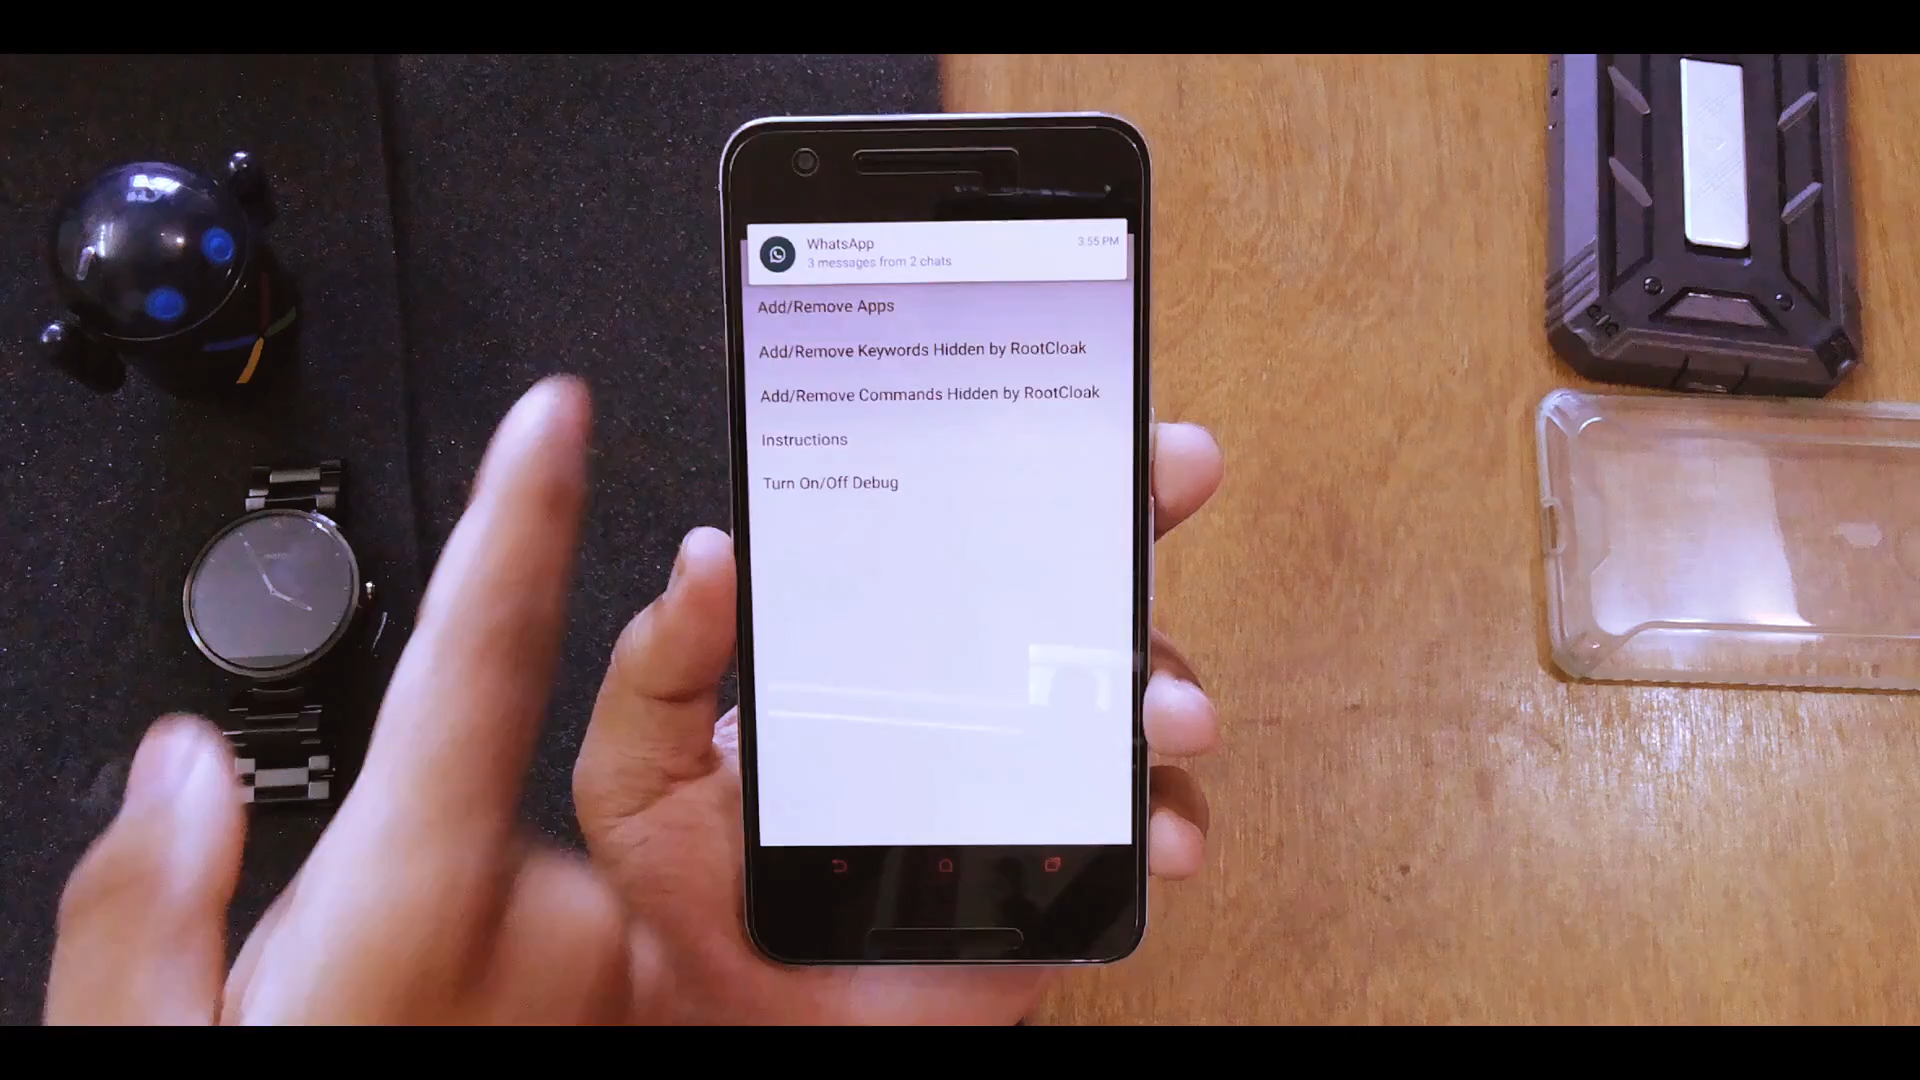 WhatsApp
3:55 PM
3 messages from 2 chats
Add/Remove Apps
Add/Remove Keywords Hidden by RootCloak
Add/Remove Commands Hidden by RootCloak
Instructions
Turn On/Off Debug